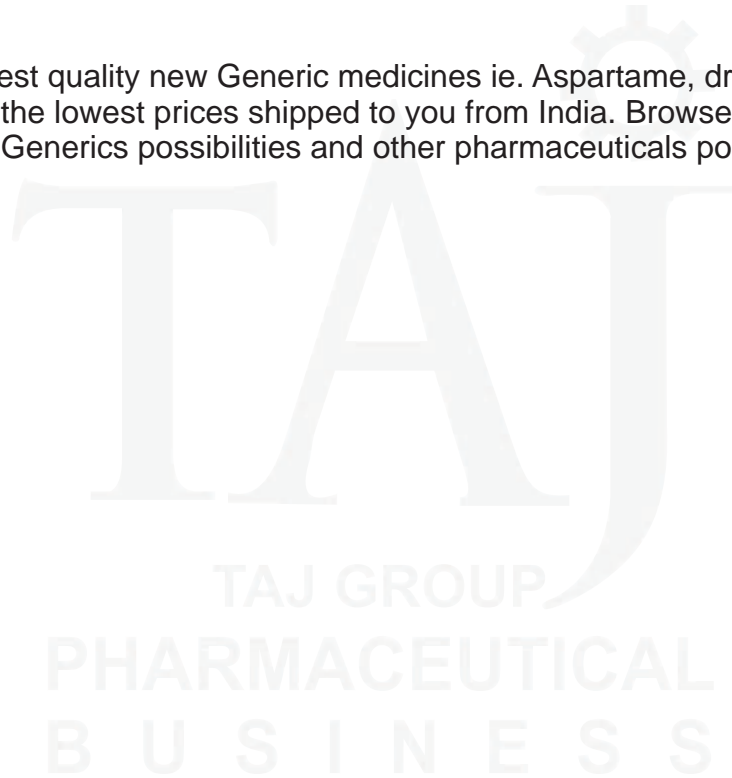 est quality new Generic medicines ie. Aspartame, dr
the lowest prices shipped to you from India. Browse
Generics possibilities and other pharmaceuticals po
TAJ
TAJ GROUP
PHARMACEUTICAL
BUSINESS